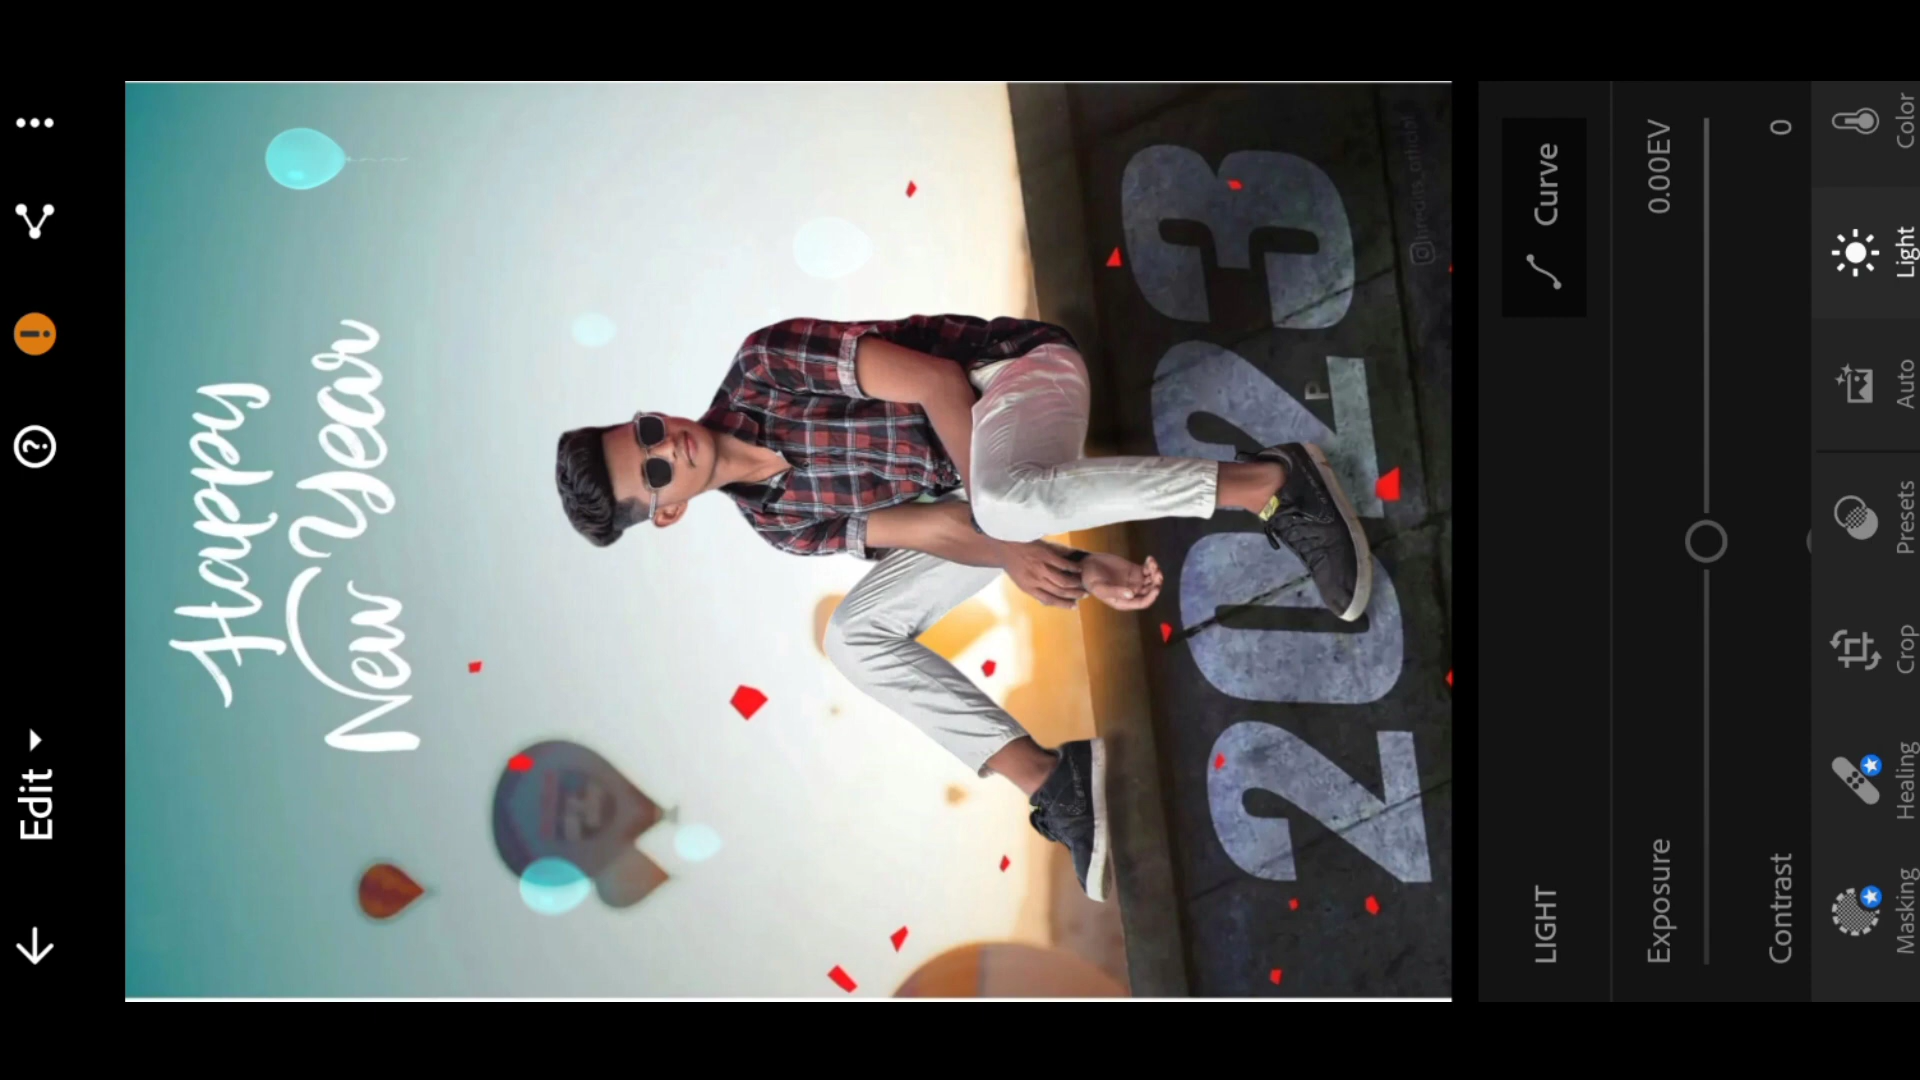 Edit
Happy
New Year
2023
P
LIGHT
Curve
Exposure
0.00EV
Contrast
0
Masking
Healing
Crop
Presets
Auto
Light
Color